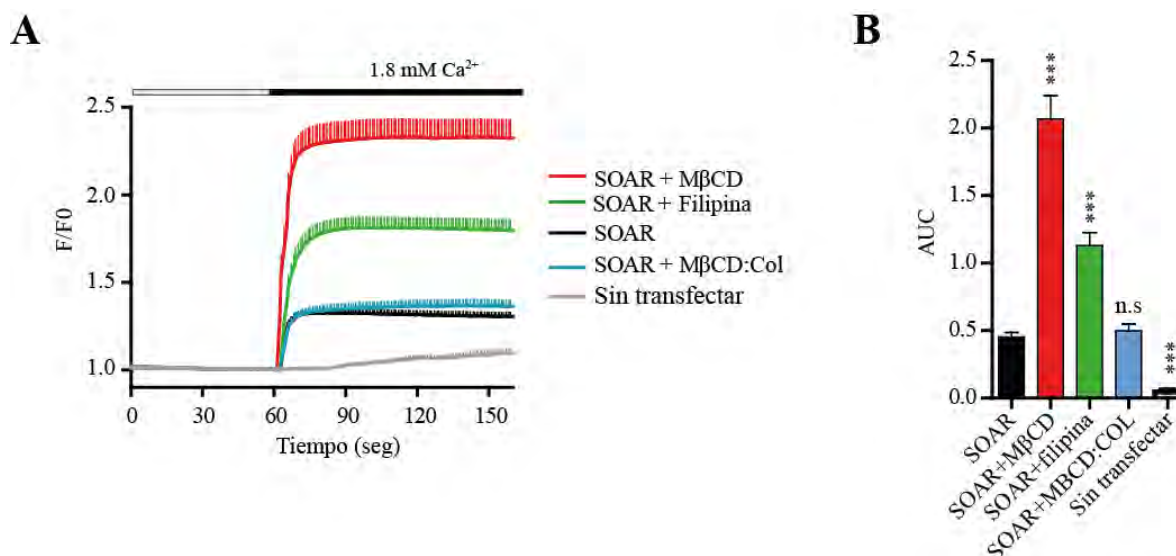 A
1.8 mM Ca²⁺
F/F0
2.5
2.0
1.5
1.0
0
30
60
90
120
150
Tiempo (seg)
SOAR + MβCD
SOAR + Filipina
SOAR
SOAR + MβCD:Col
Sin transfectar
B
AUC
2.5
2.0
1.5
1.0
0.5
0.0
***
***
n.s
***
SOAR
SOAR+MβCD
SOAR+filipina
SOAR+MBCD:COL
Sin transfectar